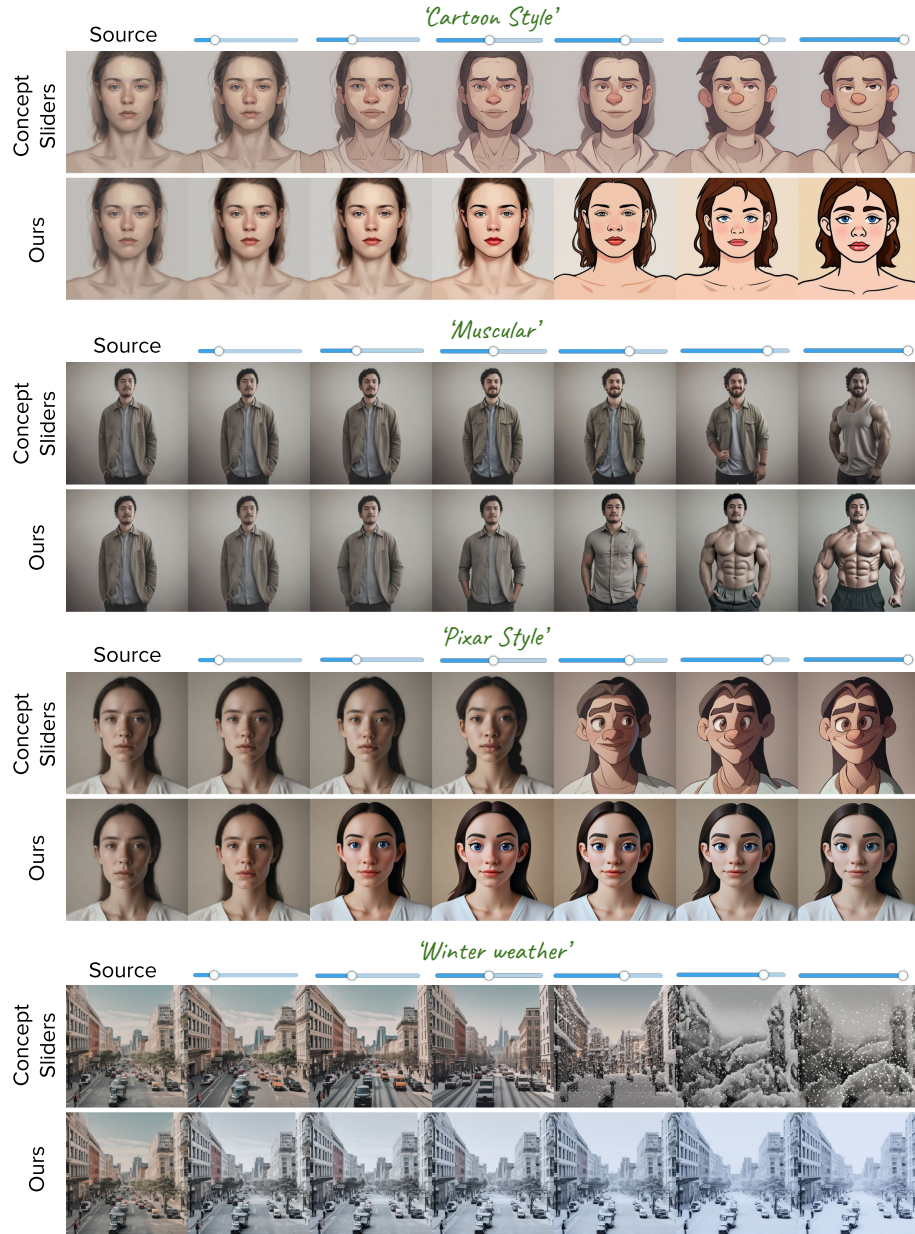 ‘Cartoon Style’
Source
Concept
Sliders
Ours
‘Muscular’
Source
Concept
Sliders
Ours
‘Pixar Style’
Source
Concept
Sliders
Ours
‘Winter weather’
Source
Concept
Sliders
Ours